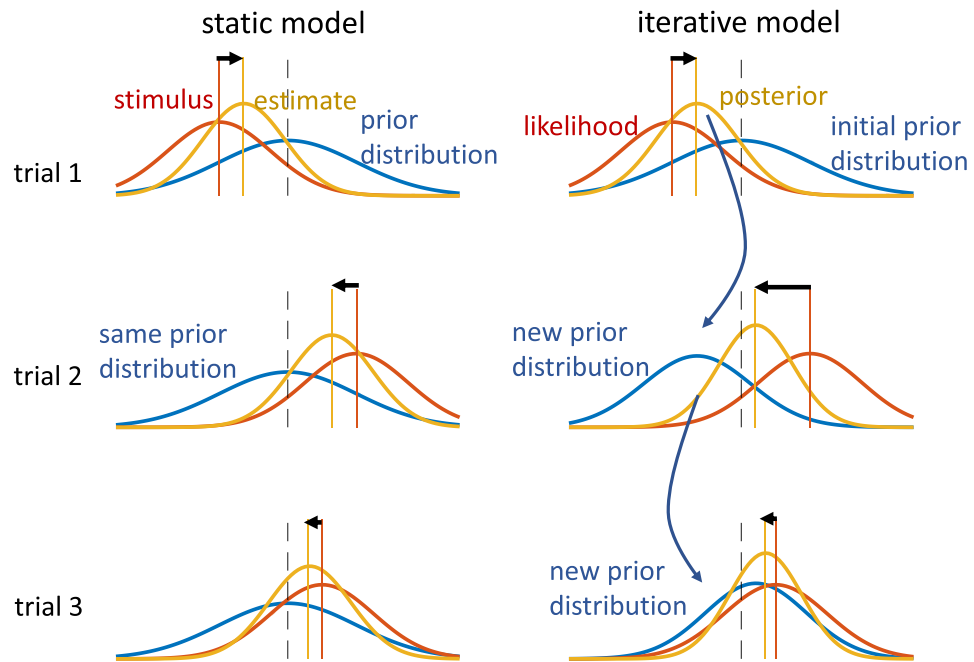 static model
iterative model
stimulus
estimate
prior
distribution
likelihood
posterior
initial prior
distribution
trial 1
same prior
distribution
new prior
distribution
trial 2
new prior
distribution
trial 3